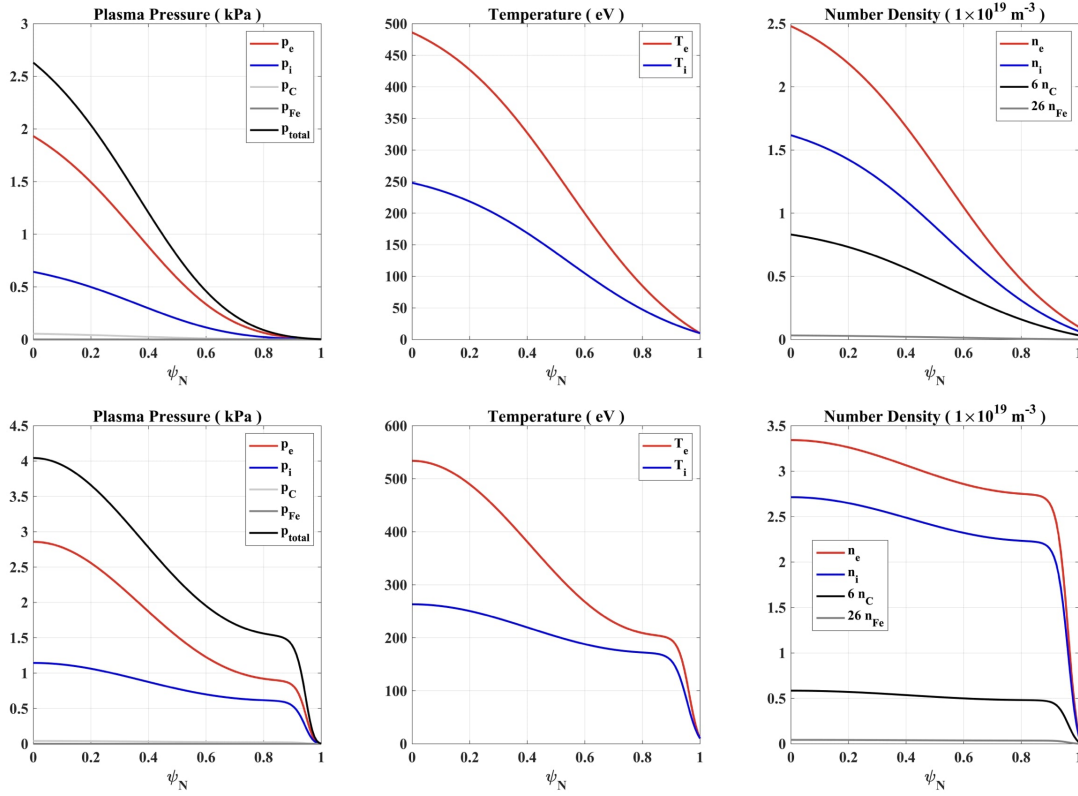 Plasma Pressure ( kPa )
3
2.5
2
1.5
1
0.5
0
0 0.2 0.4 0.6 0.8 1
ψ_N
p_e
p_i
p_C
p_Fe
p_total
Temperature ( eV )
500
450
400
350
300
250
200
150
100
50
0
0 0.2 0.4 0.6 0.8 1
ψ_N
T_e
T_i
Number Density ( 1×10^19 m^-3
2.5
2
1.5
1
0.5
0
0 0.2 0.4 0.6 0.8 1
ψ_N
n_e
n_i
6 n_C
26 n_Fe
Plasma Pressure ( kPa )
4.5
4
3.5
3
2.5
2
1.5
1
0.5
0
0 0.2 0.4 0.6 0.8 1
ψ_N
p_e
p_i
p_C
p_Fe
p_total
Temperature ( eV )
600
500
400
300
200
100
0
0 0.2 0.4 0.6 0.8 1
ψ_N
T_e
T_i
Number Density ( 1×10^19 m^-3
3.5
3
2.5
2
1.5
1
0.5
0
0 0.2 0.4 0.6 0.8 1
ψ_N
n_e
n_i
6 n_C
26 n_Fe